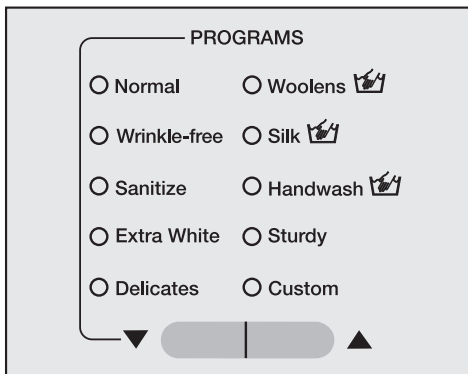 PROGRAMS
Normal
Wrinkle-free
Sanitize
Extra White
Delicates
Woolens
Silk
Handwash
Sturdy
Custom